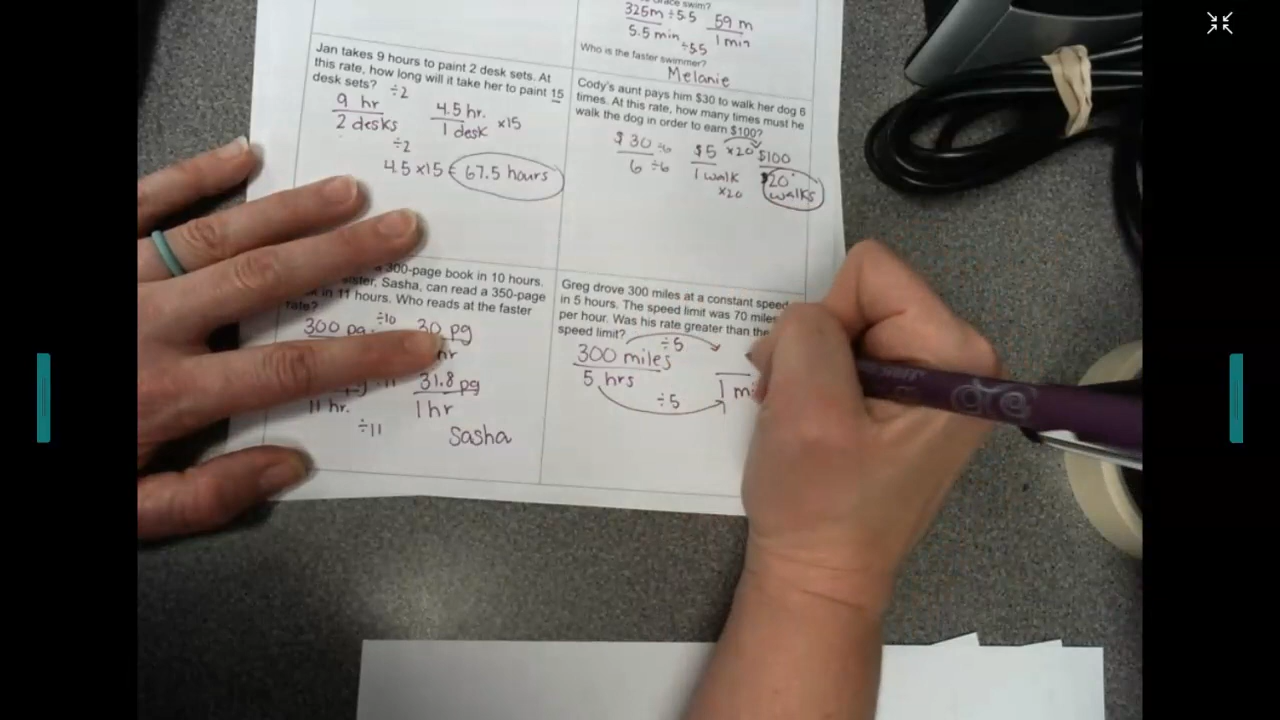 swim?
325m ÷5.5 59 m
5.5 min ÷5.5 1 min
Who is the faster swimmer?
Melanie
Jan takes 9 hours to paint 2 desk sets. At
this rate, how long will it take her to paint 15
desk sets?
÷2
9 hr 4.5 hr.
2 desks 1 desk ×15
÷2
4.5 ×15 = 67.5 hours
Cody's aunt pays him $30 to walk her dog 6
times. At this rate, how many times must he
walk the dog in order to earn $100?
$30 ÷6 $5 ×20 $100
6 ÷6 1 walk 20
×20 walks
300-page book in 10 hours.
sister, Sasha, can read a 350-page
in 11 hours. Who reads at the faster
rate?
300 pg. ÷10 30 pg
hr
÷11 31.8 pg
11 hr. 1 hr
÷11
Sasha
Greg drove 300 miles at a constant speed
in 5 hours. The speed limit was 70 miles
per hour. Was his rate greater than the
speed limit?
÷5
300 miles
5 hrs 1 m
÷5